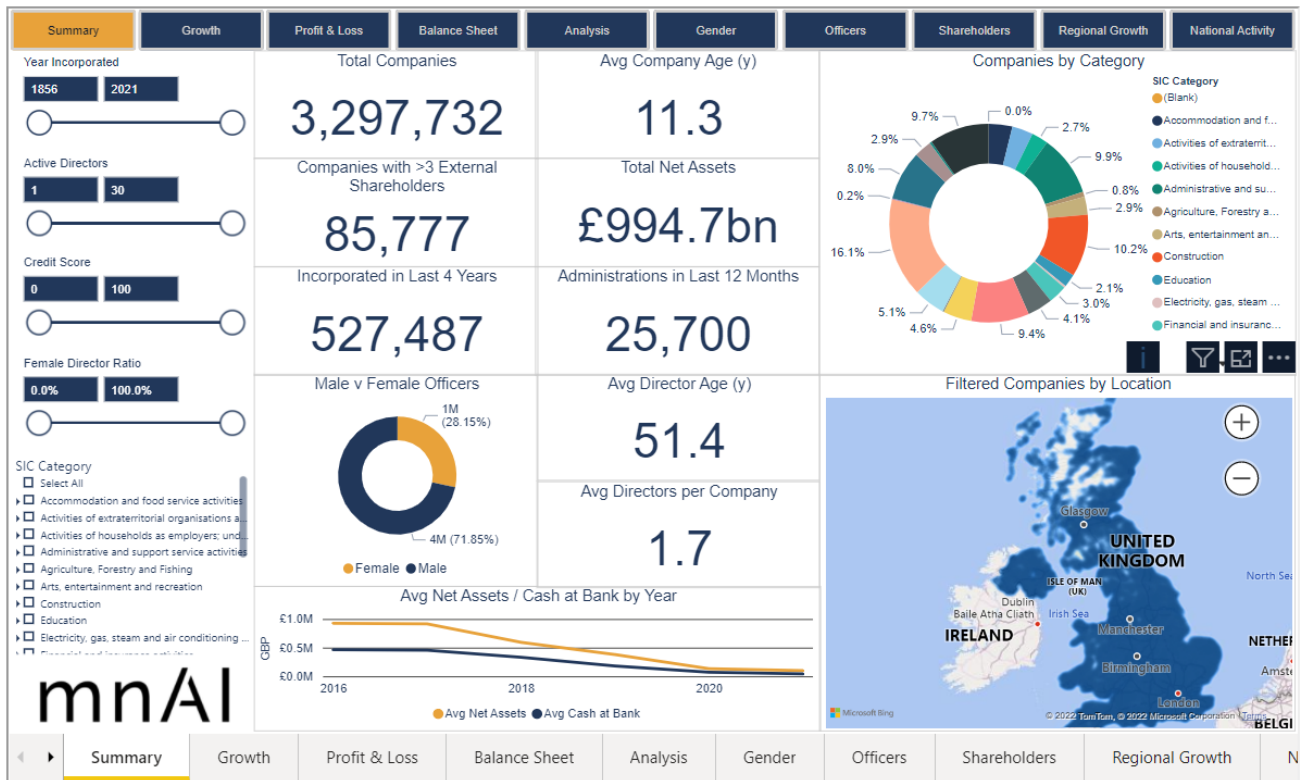 Summary
Growth
Profit & Loss
Balance Sheet
Analysis
Gender
Officers
Shareholders
Regional Growth
National Activity
Year Incorporated
1856
2021
Active Directors
1
30
Credit Score
0
100
Female Director Ratio
0.0%
100.0%
SIC Category
Select All
Accommodation and food service activities
Activities of extraterritorial organisations a...
Activities of households as employers; und...
Administrative and support service activities
Agriculture, Forestry and Fishing
Arts, entertainment and recreation
Construction
Education
Electricity, gas, steam and air conditioning ...
Financial and insurance activities
mnAI
Total Companies
3,297,732
Avg Company Age (y)
11.3
Companies with >3 External
Shareholders
85,777
Total Net Assets
£994.7bn
Incorporated in Last 4 Years
527,487
Administrations in Last 12 Months
25,700
Male v Female Officers
1M
(28.15%)
4M (71.85%)
Female
Male
Avg Director Age (y)
51.4
Avg Directors per Company
1.7
Avg Net Assets / Cash at Bank by Year
GBP
£1.0M
£0.5M
£0.0M
2016
2018
2020
Avg Net Assets
Avg Cash at Bank
Companies by Category
0.0%
2.7%
9.9%
0.8%
2.9%
10.2%
2.1%
3.0%
4.1%
9.4%
4.6%
5.1%
16.1%
0.2%
8.0%
2.9%
9.7%
SIC Category
(Blank)
Accommodation and f...
Activities of extraterrit...
Activities of household...
Administrative and su...
Agriculture, Forestry a...
Arts, entertainment an...
Construction
Education
Electricity, gas, steam ...
Financial and insuranc...
i
Filtered Companies by Location
Glasgow
UNITED
KINGDOM
North Sea
ISLE OF MAN
(UK)
Dublin
Baile Atha Cliath
Irish Sea
IRELAND
Manchester
NETHER
Birmingham
Amste
London
BELGI
Microsoft Bing
© 2022 TomTom, © 2022 Microsoft Corporation Terms
Summary
Growth
Profit & Loss
Balance Sheet
Analysis
Gender
Officers
Shareholders
Regional Growth
N